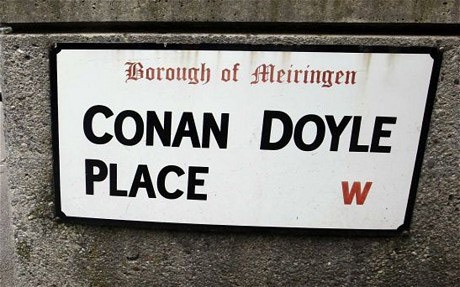 Borough of Meiringen
CONAN DOYLE
PLACE W